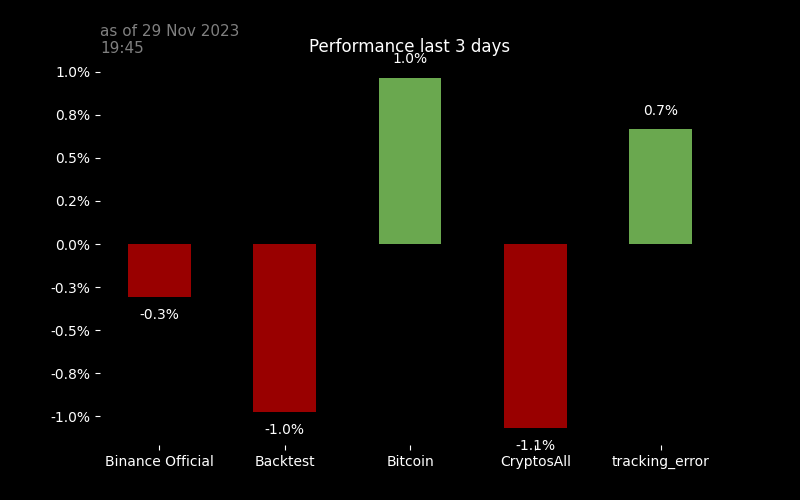 as of 29 Nov 2023
19:45
Performance last 3 days
1.0%
1.0%
0.8%
0.7%
0.5%
0.2%
0.0%
-0.3%
-0.3%
-0.5%
-0.8%
-1.0%
-1.0%
-1.1%
Binance Official
Backtest
Bitcoin
CryptosAll
tracking_error